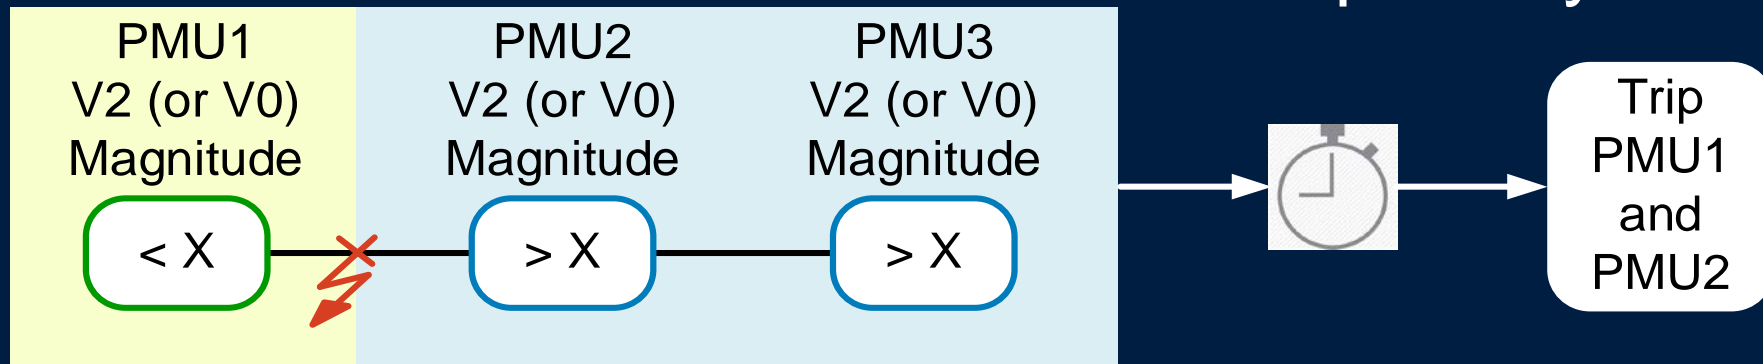 PMU1
V2 (or V0)
Magnitude
< X
PMU2
V2 (or V0)
Magnitude
> X
PMU3
V2 (or V0)
Magnitude
> X
Trip
PMU1
and
PMU2